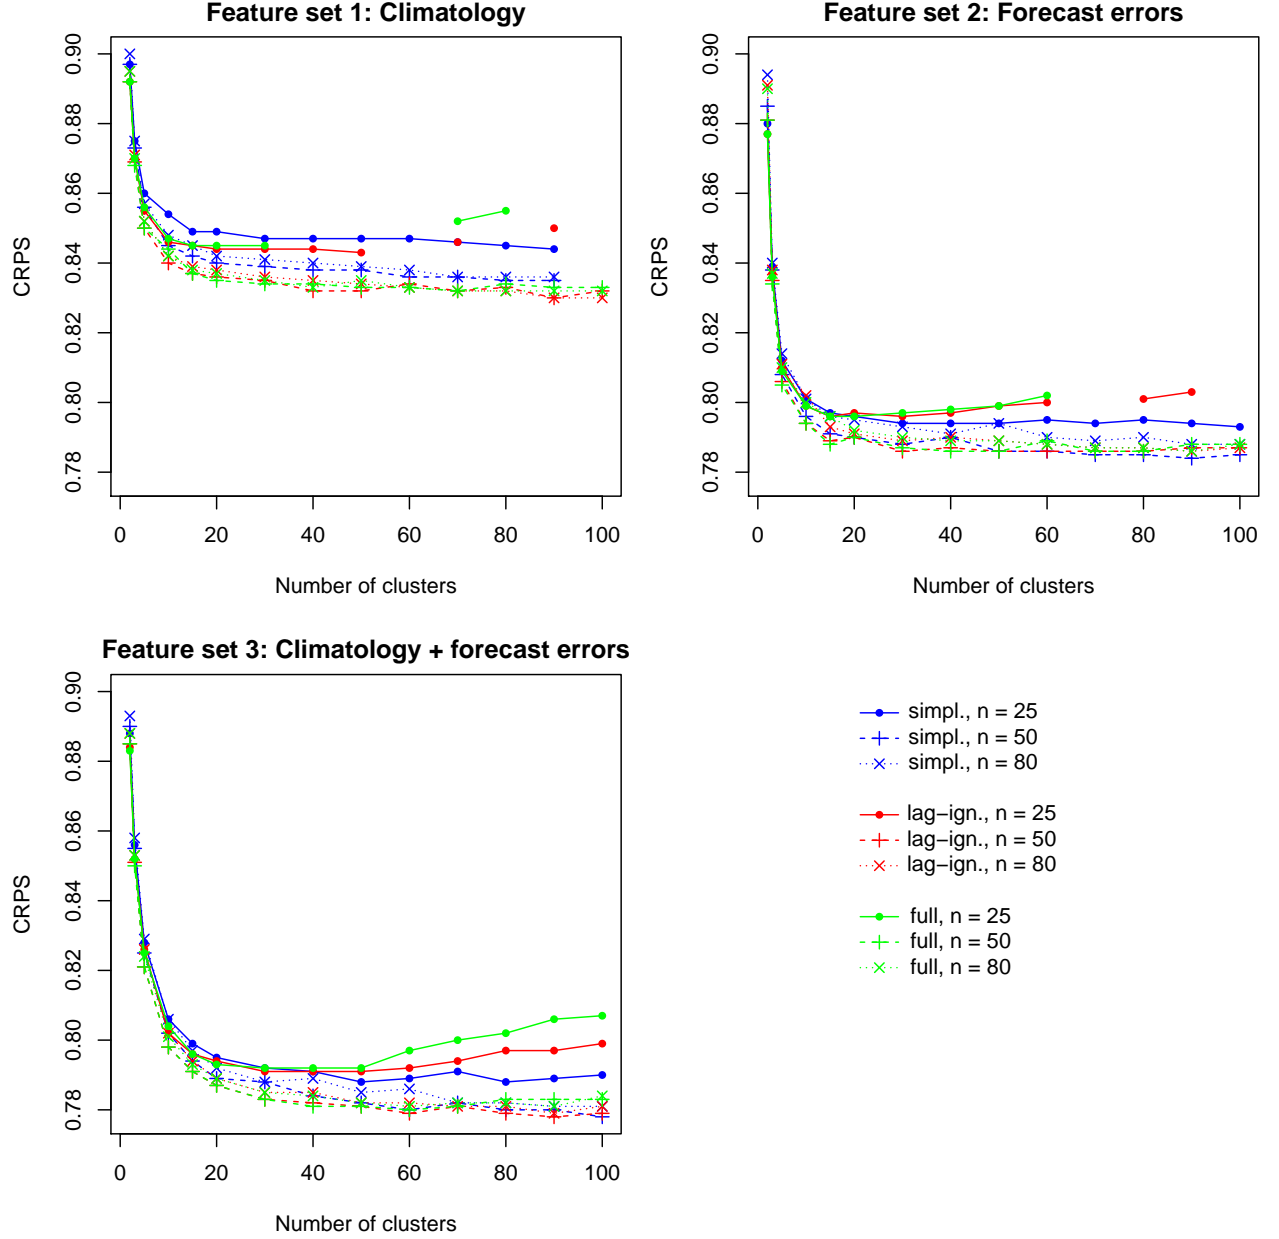 Feature set 1: Climatology
CRPS
0.90
0.88
0.86
0.84
0.82
0.80
0.78
0 20 40 60 80 100
Number of clusters
Feature set 2: Forecast errors
CRPS
0.90
0.88
0.86
0.84
0.82
0.80
0.78
0 20 40 60 80 100
Number of clusters
Feature set 3: Climatology + forecast errors
CRPS
0.90
0.88
0.86
0.84
0.82
0.80
0.78
0 20 40 60 80 100
Number of clusters
simpl., n = 25
simpl., n = 50
simpl., n = 80
lag−ign., n = 25
lag−ign., n = 50
lag−ign., n = 80
full, n = 25
full, n = 50
full, n = 80